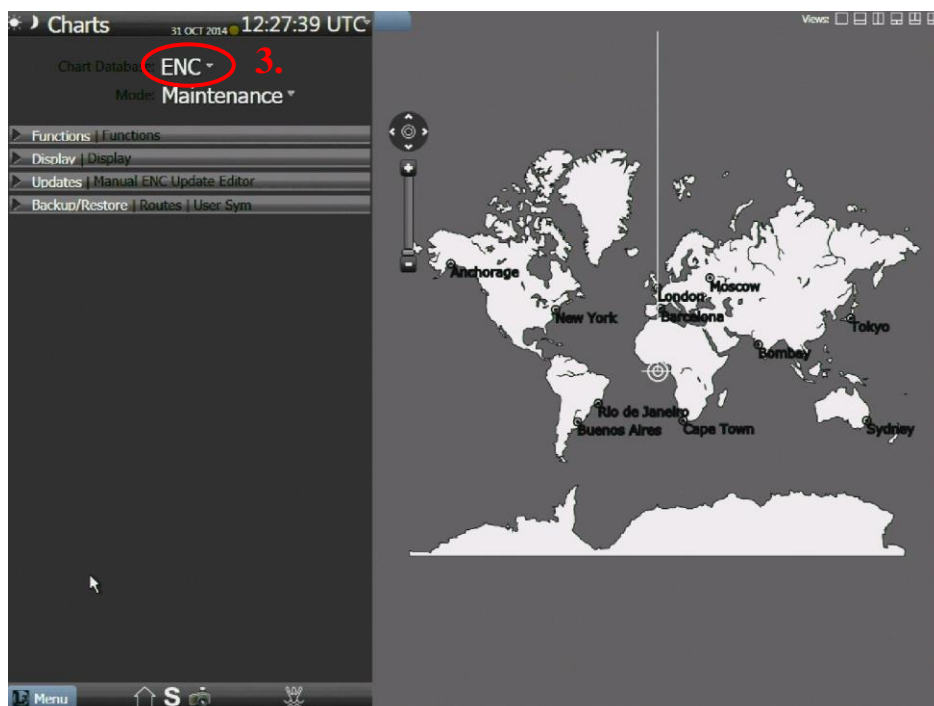 Charts 31 OCT 2014 12:27:39 UTC
Views:
Chart Database: ENC 3.
Mode: Maintenance
Functions | Functions
Display | Display
Updates | Manual ENC Update Editor
Backup/Restore | Routes | User Sym
Anchorage
Moscow
London
New York
Barcelona
Tokyo
Bombay
Rio de Janeiro
Buenos Aires
Cape Town
Sydney
Menu
S